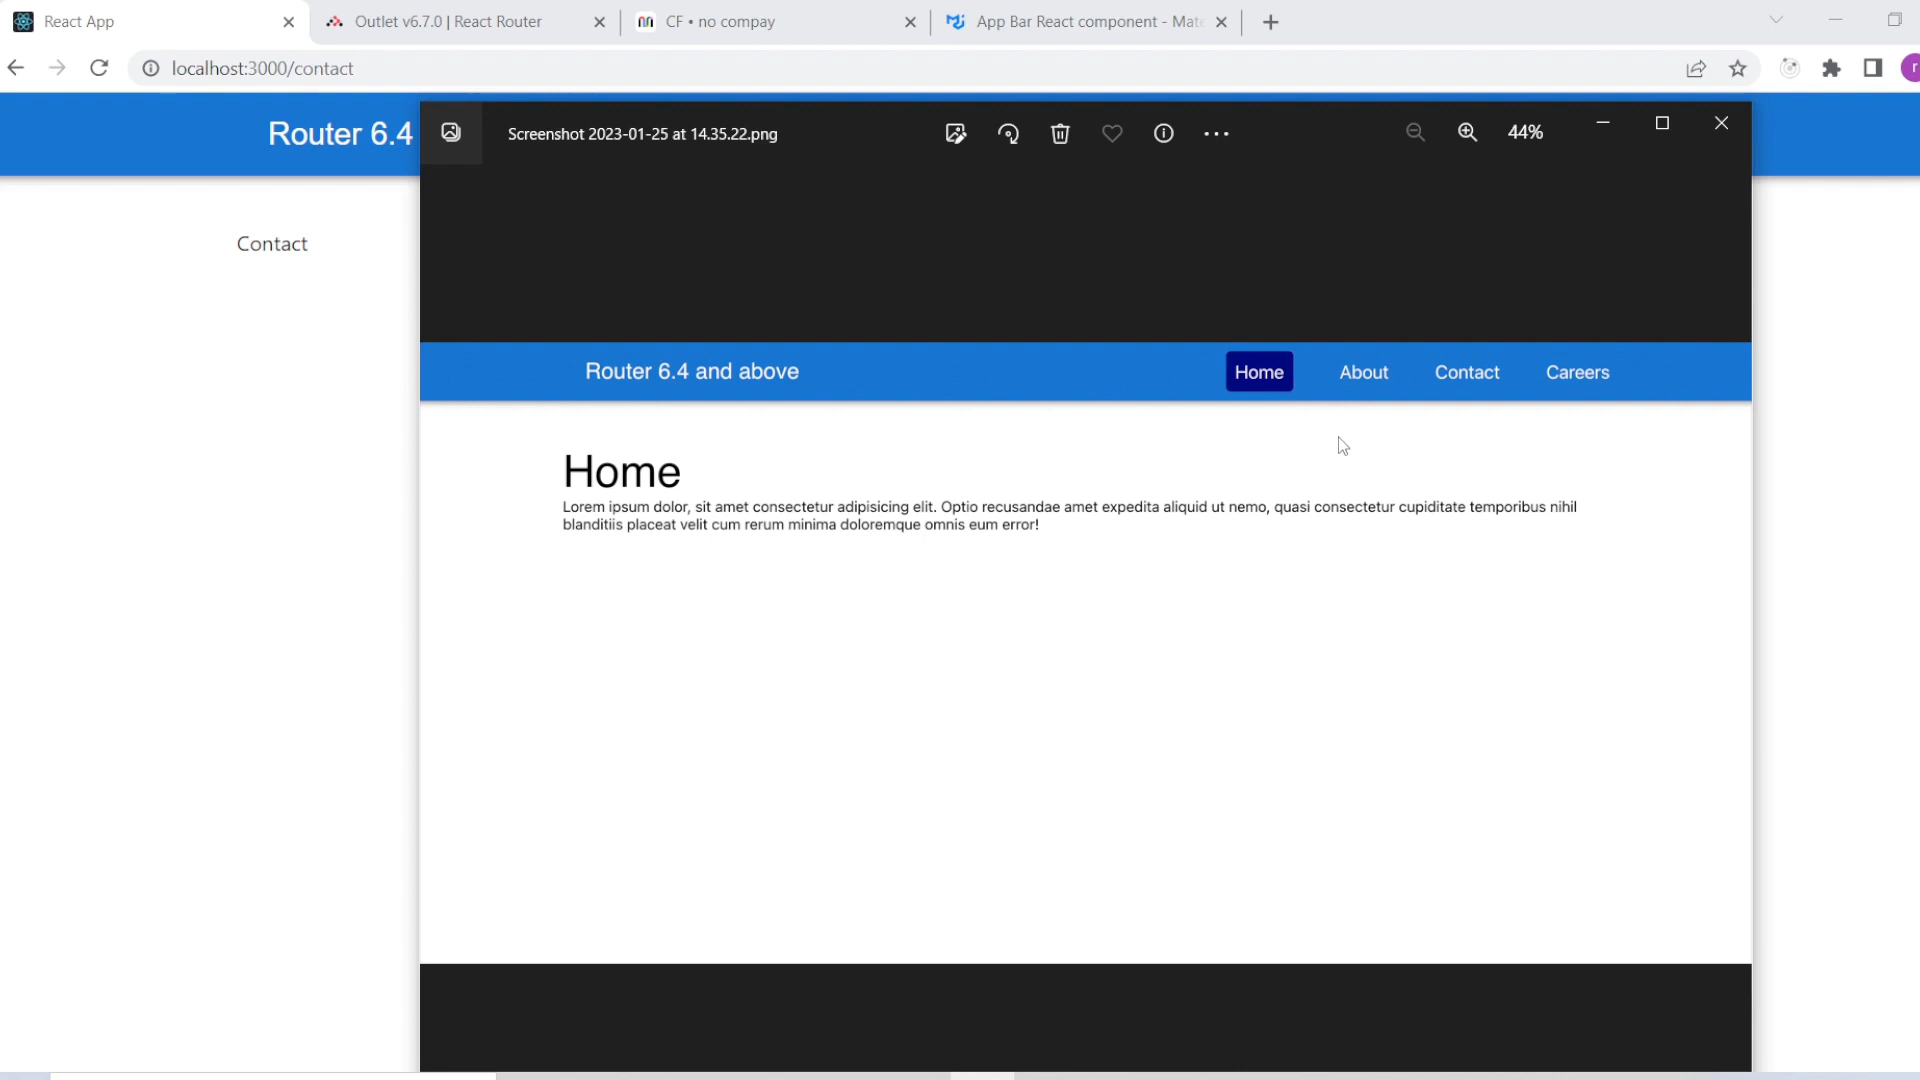 React App
Outlet v6.7.0 | React Router
CF • no compay
App Bar React component - Mate
localhost:3000/contact
r
Router 6.4
Screenshot 2023-01-25 at 14.35.22.png
44%
Contact
Router 6.4 and above
Home
About
Contact
Careers
Home
Lorem ipsum dolor, sit amet consectetur adipisicing elit. Optio recusandae amet expedita aliquid ut nemo, quasi consectetur cupiditate temporibus nihil
blanditiis placeat velit cum rerum minima doloremque omnis eum error!